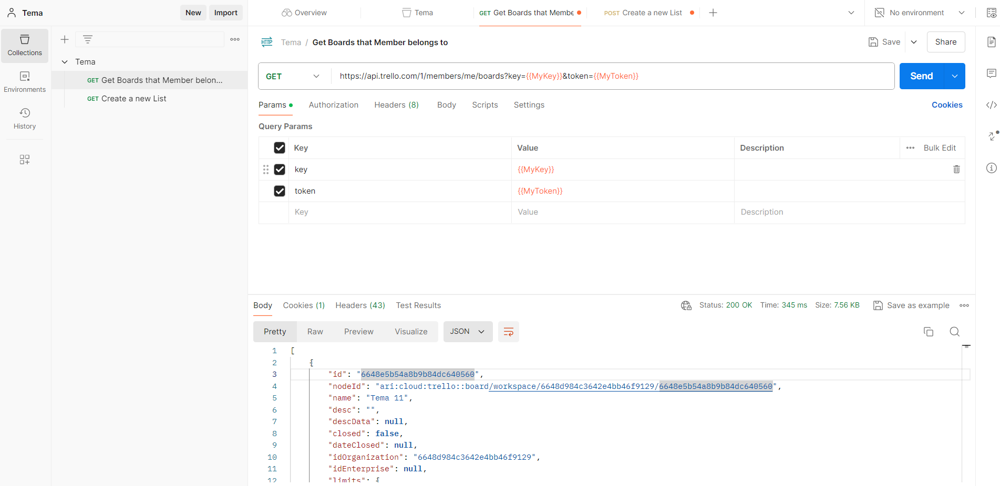 Tema
New
Import
Overview
Tema
GET Get Boards that Membe
POST Create a new List
No environment
Collections
Environments
History
Tema
GET Get Boards that Member belon...
GET Create a new List
HTTP Tema / Get Boards that Member belongs to
Save
Share
GET
https://api.trello.com/1/members/me/boards?key={{MyKey}}&token={{MyToken}}
Send
Params
Authorization
Headers (8)
Body
Scripts
Settings
Cookies
Query Params
Key Value Description Bulk Edit
key {{MyKey}}
token {{MyToken}}
Key Value Description
Body Cookies (1) Headers (43) Test Results
Status: 200 OK Time: 345 ms Size: 7.56 KB
Save as example
Pretty Raw Preview Visualize JSON
1 [
2 {
3 "id": "6648e5b54a8b9b84dc640560",
4 "nodeId": "ari:cloud:trello::board/workspace/6648d984c3642e4bb46f9129/6648e5b54a8b9b84dc640560",
5 "name": "Tema 11",
6 "desc": "",
7 "descData": null,
8 "closed": false,
9 "dateClosed": null,
10 "idOrganization": "6648d984c3642e4bb46f9129",
11 "idEnterprise": null,
12 "limits": {